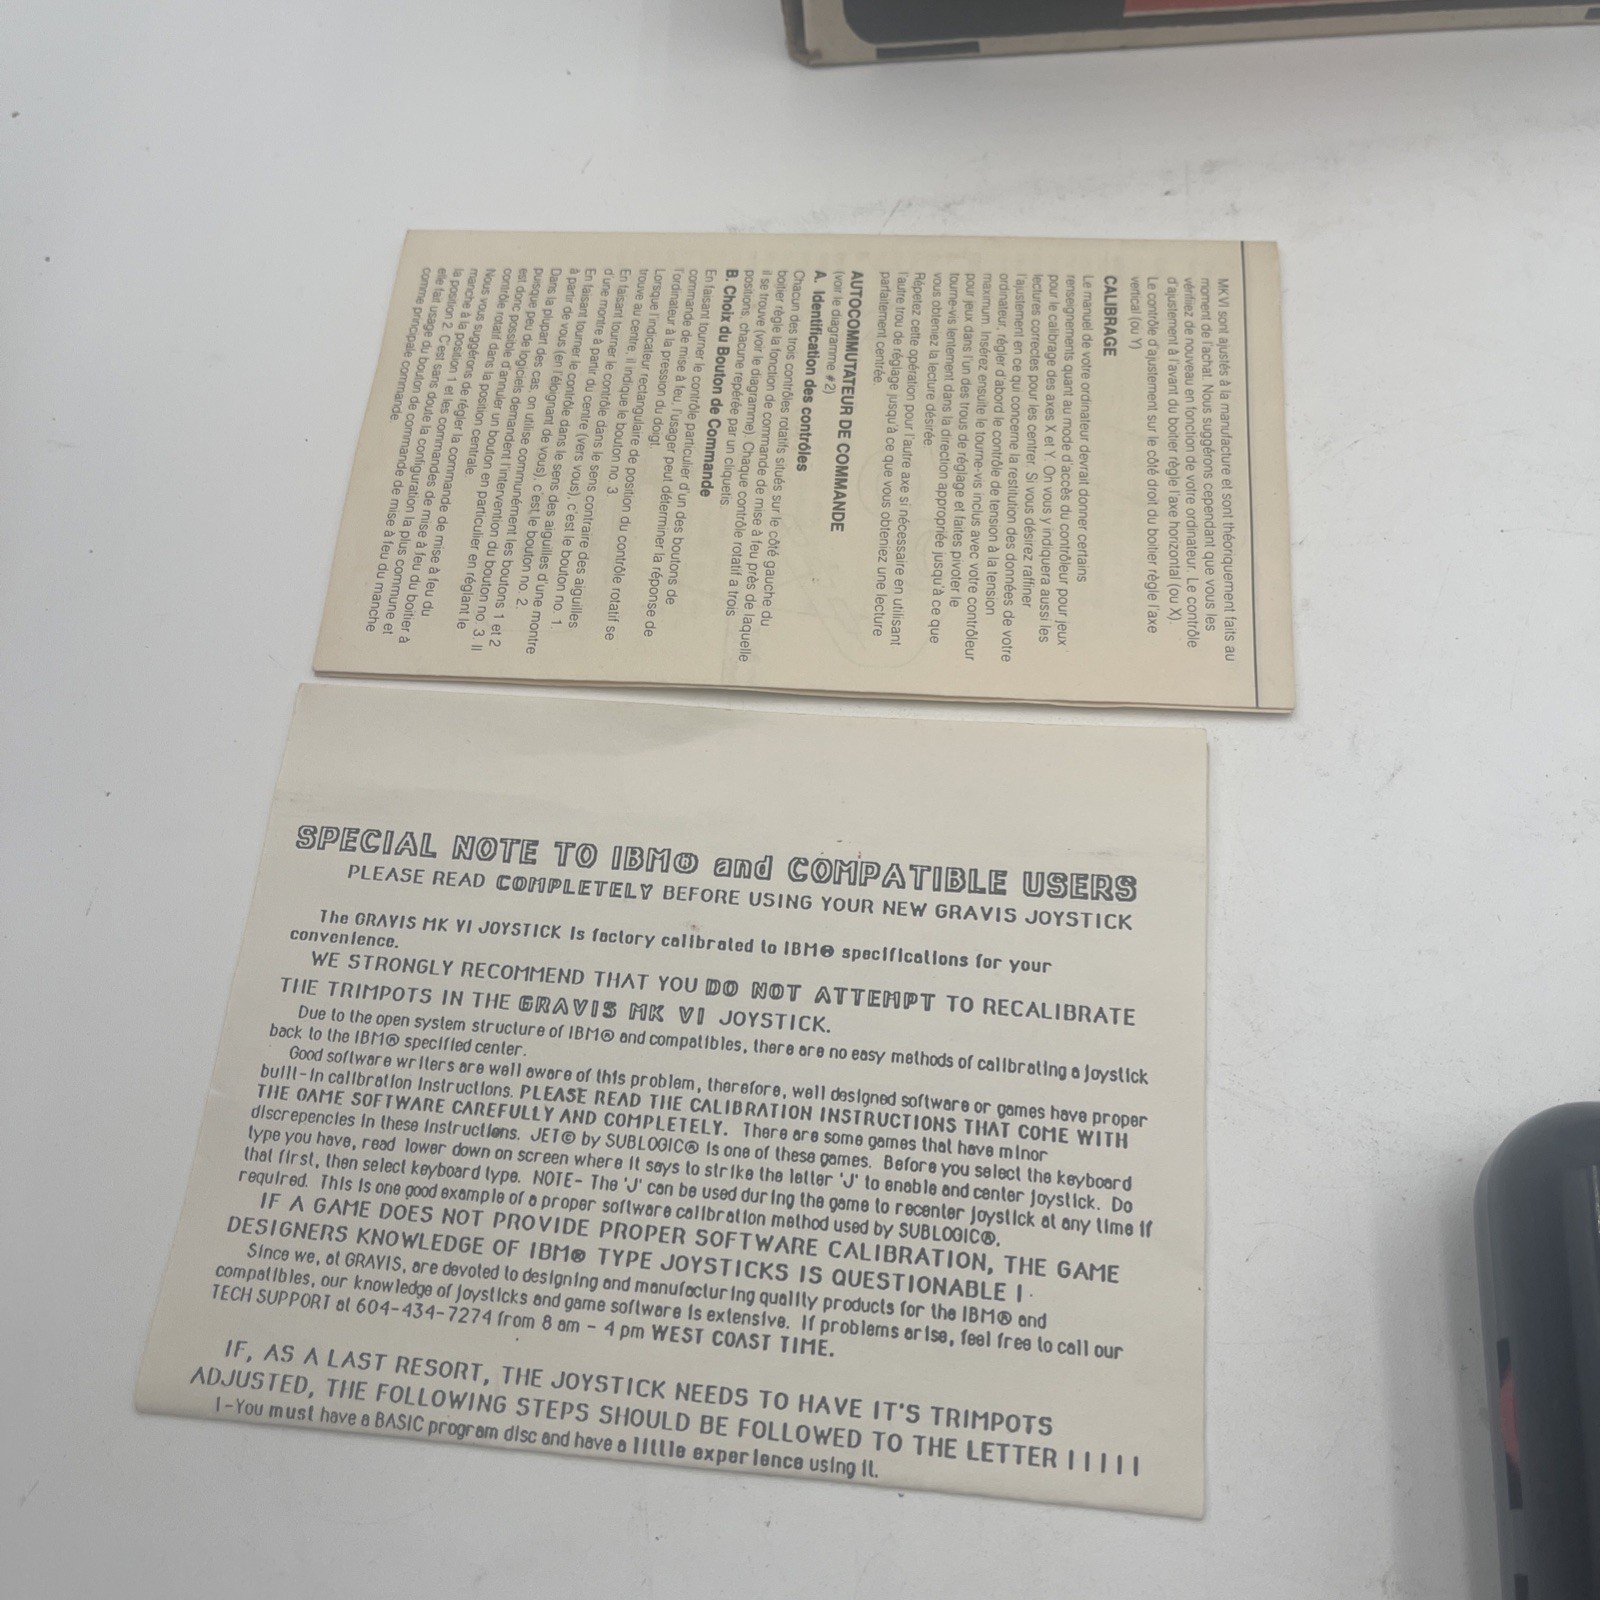 MKVI sont ajustés à la manufacture et sont théoriquement faits au
moment de l'achat. Nous suggérons cependant que vous les
vérifiez de nouveau en fonction de votre ordinateur. Le contrôle
d'ajustement à l'avant du boitier règle l'axe horizontal (ou X).
Le contrôle d'ajustement sur le côté droit du boitier règle l'axe
vertical (ou Y)
CALIBRAGE
Le manuel de votre ordinateur devrait donner certains
renseignements quant au mode d'accès du contrôleur pour jeux
pour le calibrage des axes X et Y. On vous y indiquera aussi les
lectures correctes pour les centrer. Si vous désirez raffiner
l'ajustement en ce qui concerne la restitution des données de votre
ordinateur, régler d'abord le contrôle de tension à la tension
maximum. Insérez ensuite le tourne-vis inclus avec votre contrôleur
pour jeux dans l'un des trous de réglage et faites pivoter le
tourne-vis lentement dans la direction appropriée jusqu'à ce que
vous obtenez la lecture désirée.
Répétez cette opération pour l'autre axe si nécessaire en utilisant
l'autre trou de réglage jusqu'à ce que vous obteniez une lecture
parfaitement centrée.
AUTOCOMMUTATEUR DE COMMANDE
(voir le diagramme #2)
A. Identification des contrôles
Chacun des trois contrôles rotatifs situés sur le côté gauche du
boitier règle la fonction de commande de mise à feu près de laquelle
il se trouve (voir le diagramme). Chaque contrôle rotatif a trois
positions, chacune repérée par un cliquetis.
B. Choix du Bouton de Commande
En faisant tourner le contrôle particulier d'un des boutons de
commande de mise à feu, l'usager peut déterminer la réponse de
l'ordinateur à la pression du doigt.
Lorsque l'indicateur rectangulaire de position du contrôle rotatif se
trouve au centre, il indique le bouton no. 3.
En faisant tourner le contrôle dans le sens contraire des aiguilles
d'une montre à partir du centre (vers vous), c'est le bouton no. 1.
En faisant tourner le contrôle dans le sens des aiguilles d'une montre
à partir de vous (en l'éloignant de vous), c'est le bouton no. 2.
Dans la plupart des cas, on utilise communément les boutons 1 et 2
puisque peu de logiciels demandent l'intervention du bouton no. 3. Il
est donc possible d'annuler un bouton en particulier en réglant le
contrôle rotatif dans la position centrale.
Nous vous suggérons de régler la commande de mise à feu du
manche à la position 1 et les commandes de mise à feu du boitier à
la position 2. C'est sans doute la configuration la plus commune et
elle fait usage du bouton de commande de mise à feu du manche
comme principale commande.
SPECIAL NOTE TO IBM® and COMPATIBLE USERS
PLEASE READ COMPLETELY BEFORE USING YOUR NEW GRAVIS JOYSTICK
The GRAVIS MK VI JOYSTICK is factory calibrated to IBM® specifications for your
convenience.
WE STRONGLY RECOMMEND THAT YOU DO NOT ATTEMPT TO RECALIBRATE
THE TRIMPOTS IN THE GRAVIS MK VI JOYSTICK.
Due to the open system structure of IBM® and compatibles, there are no easy methods of calibrating a joystick
back to the IBM® specified center.
Good software writers are well aware of this problem, therefore, well designed software or games have proper
built-in calibration instructions. PLEASE READ THE CALIBRATION INSTRUCTIONS THAT COME WITH
THE GAME SOFTWARE CAREFULLY AND COMPLETELY. There are some games that have minor
discrepencies in these instructions. JET© by SUBLOGIC® is one of these games. Before you select the keyboard
type you have, read lower down on screen where it says to strike the letter 'J' to enable and center joystick. Do
that first, then select keyboard type. NOTE- The 'J' can be used during the game to recenter joystick at any time if
required. This is one good example of a proper software calibration method used by SUBLOGIC®.
IF A GAME DOES NOT PROVIDE PROPER SOFTWARE CALIBRATION, THE GAME
DESIGNERS KNOWLEDGE OF IBM® TYPE JOYSTICKS IS QUESTIONABLE !
Since we, at GRAVIS, are devoted to designing and manufacturing quality products for the IBM® and
compatibles, our knowledge of joysticks and game software is extensive. If problems arise, feel free to call our
TECH SUPPORT at 604-434-7274 from 8 am - 4 pm WEST COAST TIME.
IF, AS A LAST RESORT, THE JOYSTICK NEEDS TO HAVE IT'S TRIMPOTS
ADJUSTED, THE FOLLOWING STEPS SHOULD BE FOLLOWED TO THE LETTER !!!!!
1-You must have a BASIC program disc and have a little experience using it.